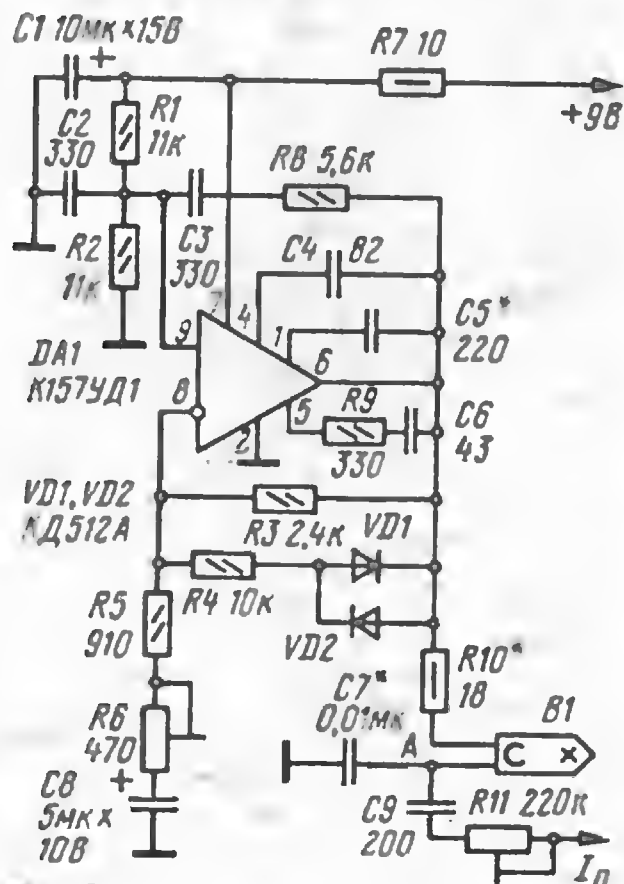 C1 10мк×15В
+
R7 10
+9В
C2
330
R1
11к
R8 5,6к
C3
330
R2
11к
C4 82
C5*
220
7
4
1
9
6
DA1
К157УД1
8
5
2
R9
330
C6
43
VD1, VD2
КД512А
R3 2,4к
VD1
R4 10к
VD2
R5
910
R10*
18
C7*
0,01мк
B1
A
R6
470
+
C8
5мк×
10В
C9
200
R11 220к
Iп